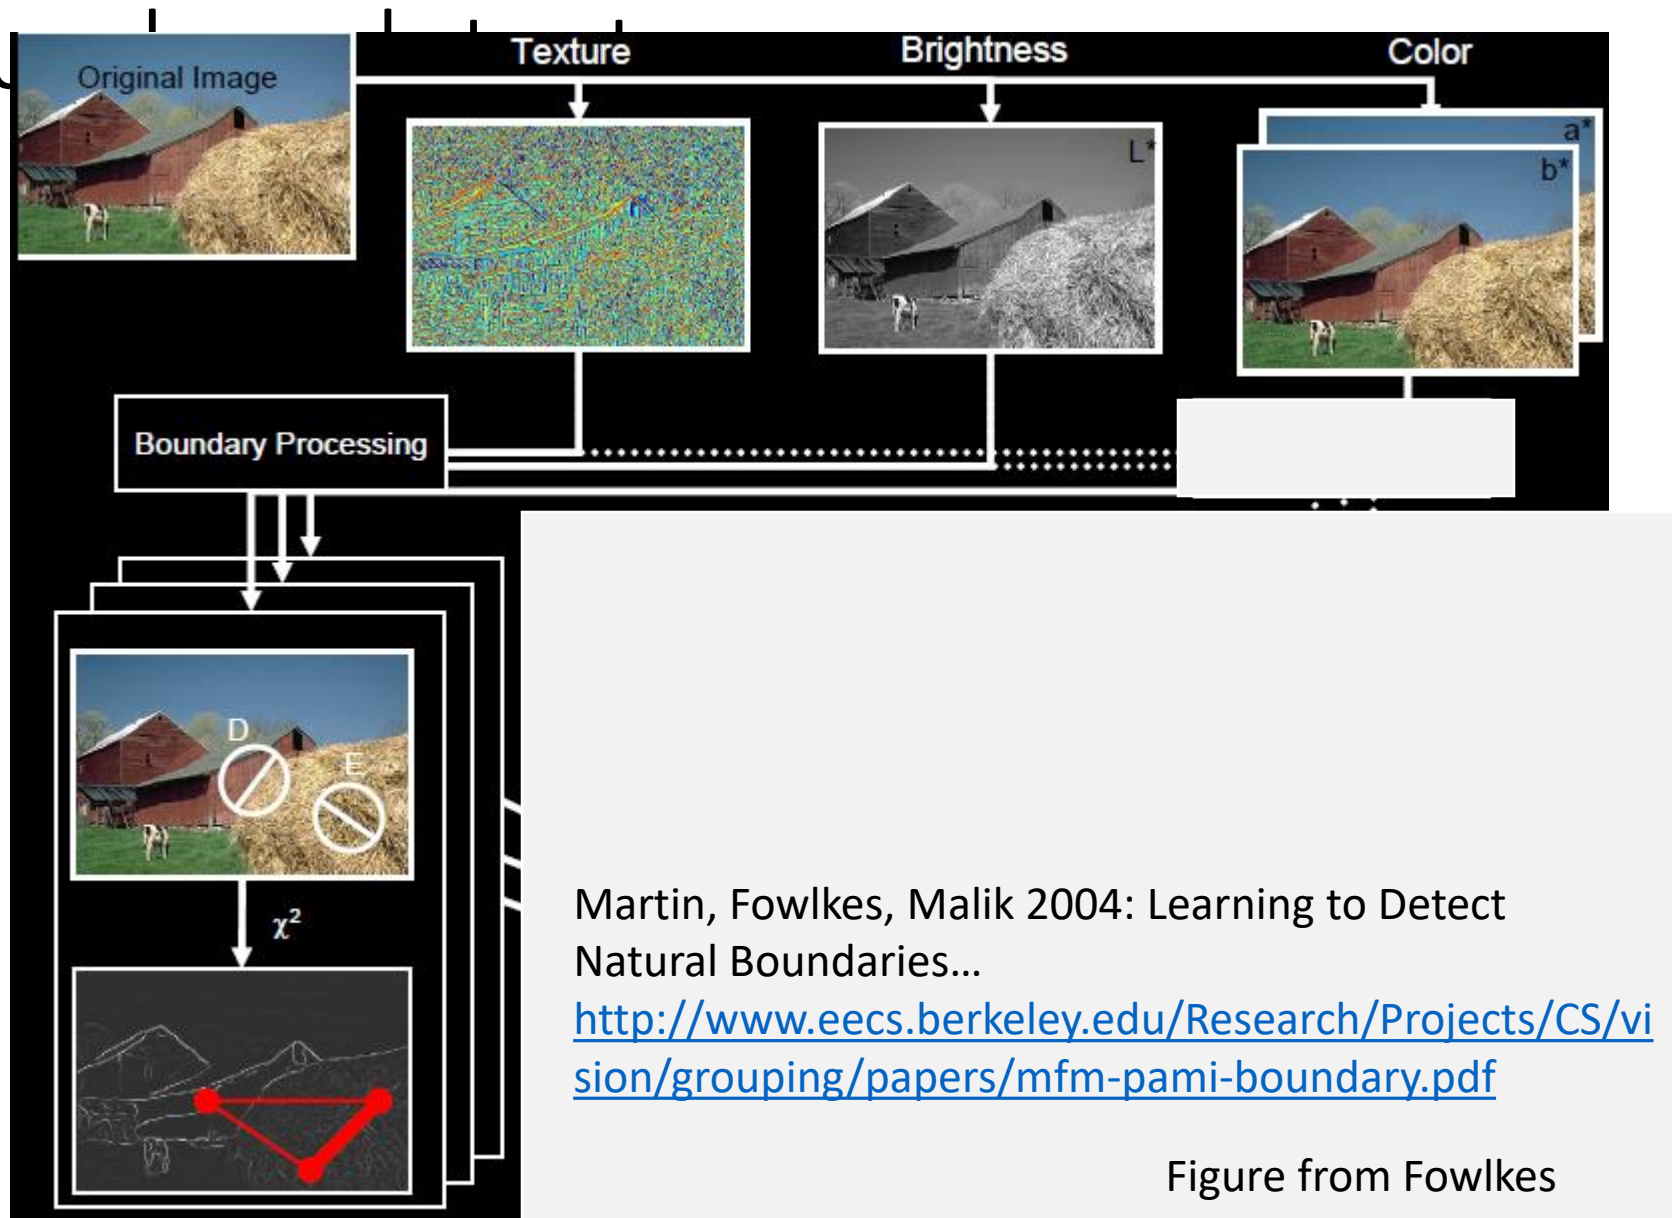 Texture
Brightness
Color
Original Image
L*
a*
b*
Boundary Processing
D
E
χ²
Martin, Fowlkes, Malik 2004: Learning to Detect
Natural Boundaries…
http://www.eecs.berkeley.edu/Research/Projects/CS/vi
sion/grouping/papers/mfm-pami-boundary.pdf
Figure from Fowlkes